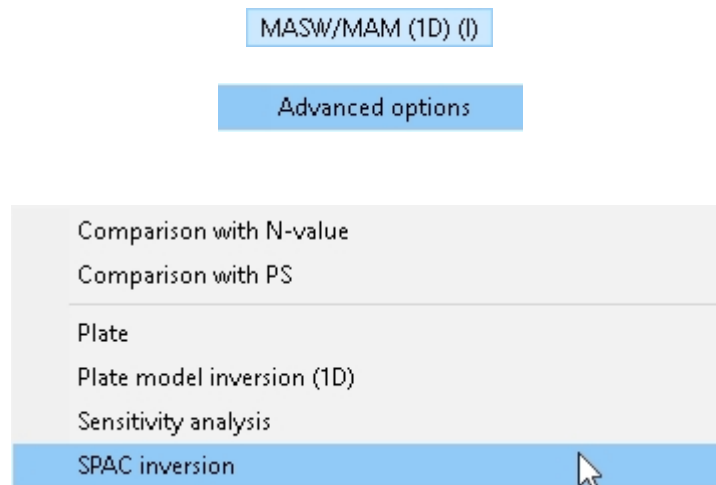 MASW/MAM (1D) (I)
Advanced options
Comparison with N-value
Comparison with PS
Plate
Plate model inversion (1D)
Sensitivity analysis
SPAC inversion